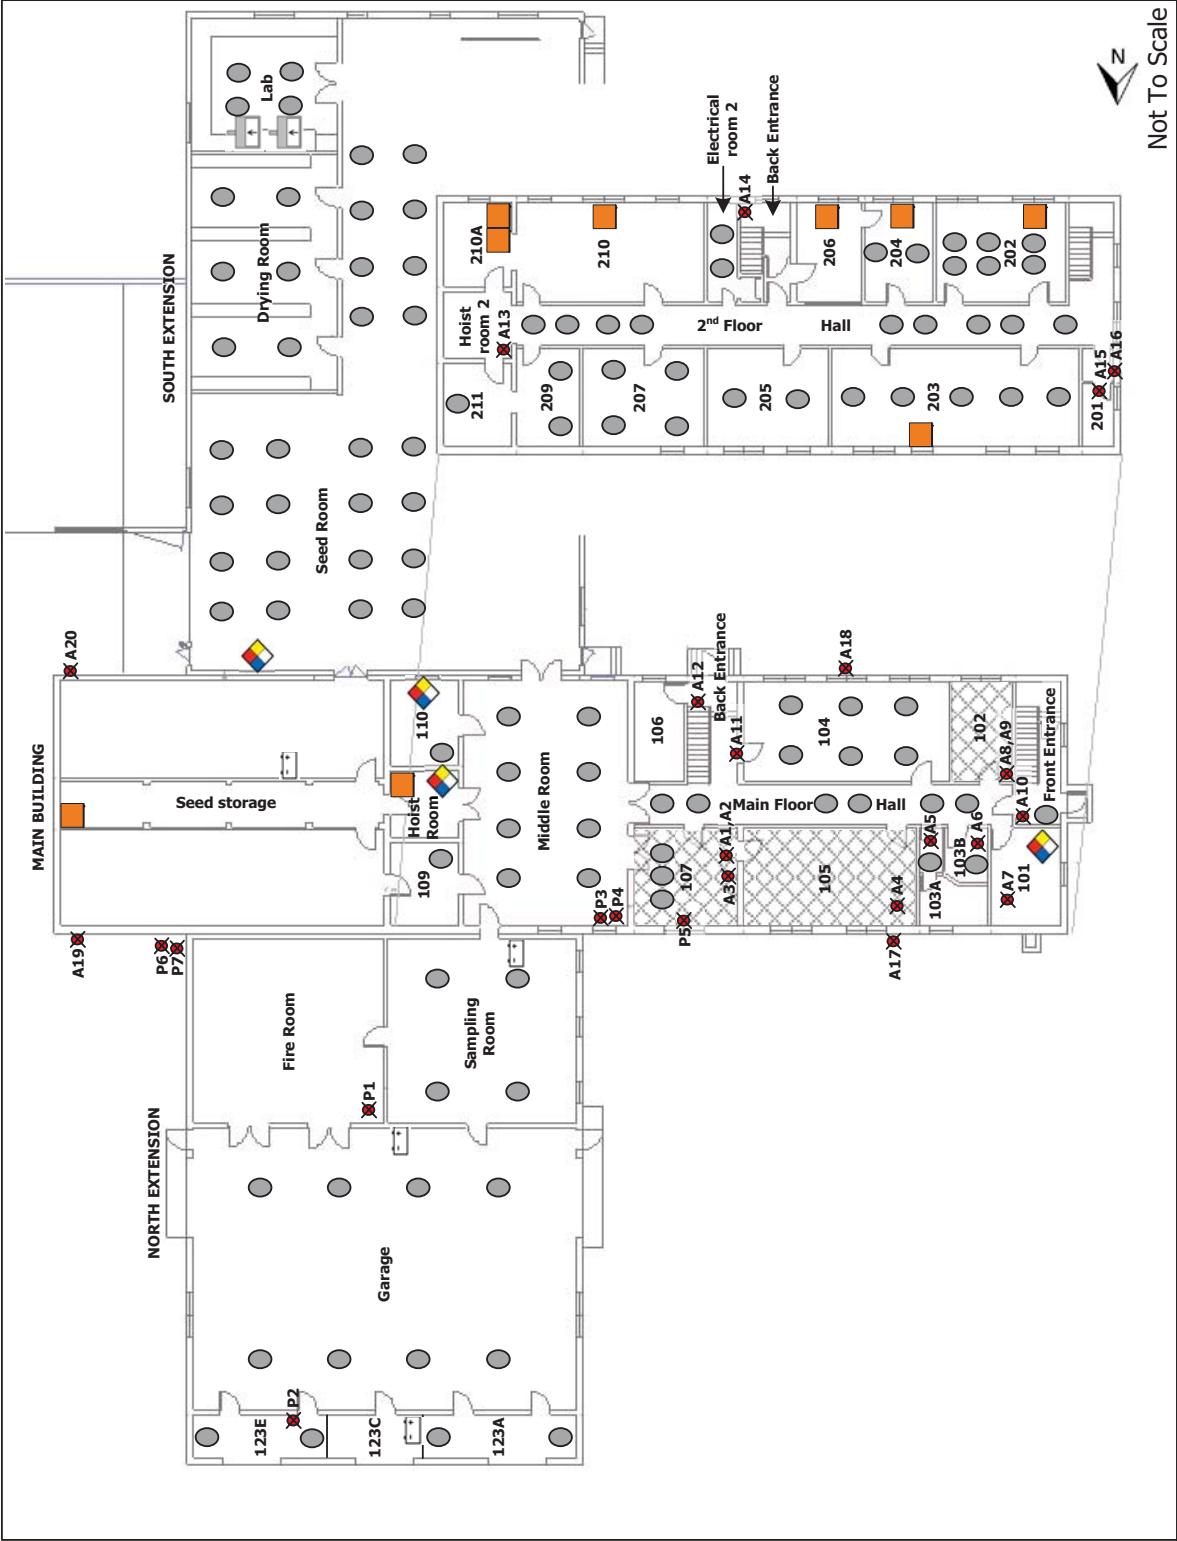 Not To Scale
N
SOUTH EXTENSION
Lab
Drying Room
Seed Room
Electrical
room 2
Back Entrance
A14
210A
210
206
204
202
Hoist
room 2
A13
2nd Floor
Hall
211
209
207
205
203
201
A15
A16
MAIN BUILDING
A20
Seed storage
110
Hoist
Room
109
Middle Room
106
A12
Back Entrance
A11
104
A18
102
A8,A9
Front Entrance
A10
Main Floor
Hall
A1,A2
A3
107
105
A4
A5
103A
103B
A6
A7
101
P3
P4
P5
A17
A19
P6
P7
NORTH EXTENSION
Fire Room
Sampling
Room
P1
Garage
P2
123E
123C
123A